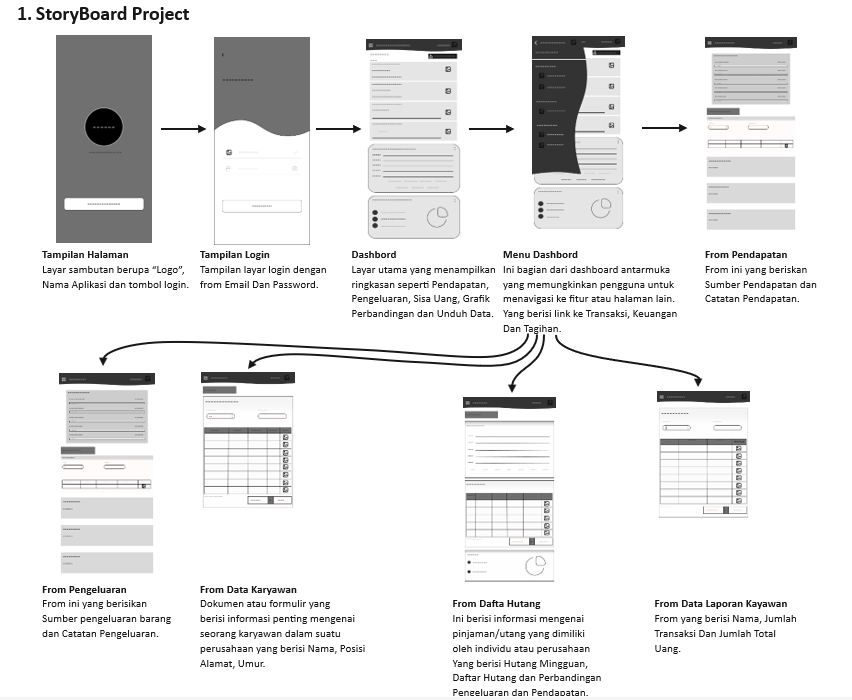 1. StoryBoard Project
Tampilan Halaman
Layar sambutan berupa “Logo”,
Nama Aplikasi dan tombol login.
Tampilan Login
Tampilan layar login dengan
from Email Dan Password.
Dashbord
Layar utama yang menampilkan
ringkasan seperti Pendapatan,
Pengeluaran, Sisa Uang, Grafik
Perbandingan dan Unduh Data.
Menu Dashbord
Ini bagian dari dashboard antarmuka
yang memungkinkan pengguna untuk
menavigasi ke fitur atau halaman lain.
Yang berisi link ke Transaksi, Keuangan
Dan Tagihan.
From Pendapatan
From ini yang beriskan
Sumber Pendapatan dan
Catatan Pendapatan.
From Pengeluaran
From ini yang berisikan
Sumber pengeluaran barang
dan Catatan Pengeluaran.
From Data Karyawan
Dokumen atau formulir yang
berisi informasi penting mengenai
seorang karyawan dalam suatu
perusahaan yang berisi Nama, Posisi
Alamat, Umur.
From Dafta Hutang
Ini berisi informasi mengenai
pinjaman/utang yang dimiliki
oleh individu atau perusahaan
Yang berisi Hutang Mingguan,
Daftar Hutang dan Perbandingan
Pengeluaran dan Pendapatan.
From Data Laporan Kayawan
From yang berisi Nama, Jumlah
Transaksi Dan Jumlah Total
Uang.